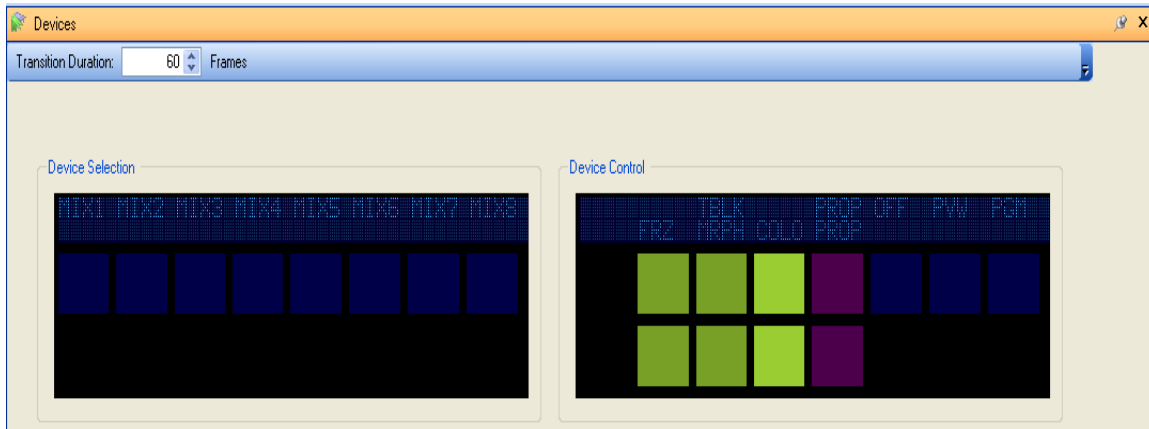 Devices
Transition Duration: 60 Frames
Device Selection
Device Control
MIX1 MIX2 MIX3 MIX4 MIX5 MIX6 MIX7 MIX8
TBLK PROP OFF PVW PGM
FRZ MRPH COLO PROP